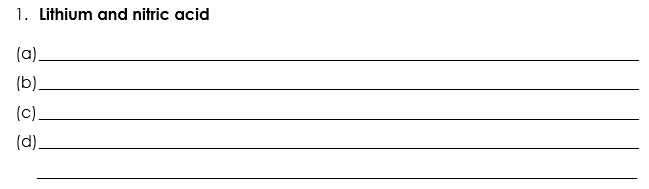 1. Lithium and nitric acid
(a)
(b)
(c)
(d)